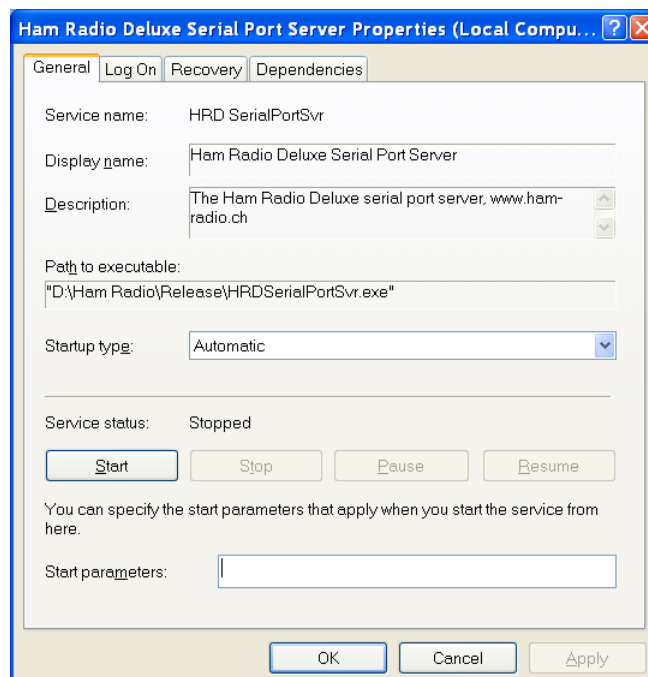 Ham Radio Deluxe Serial Port Server Properties (Local Compu...
General Log On Recovery Dependencies
Service name: HRD SerialPortSvr
Display name: Ham Radio Deluxe Serial Port Server
Description: The Ham Radio Deluxe serial port server, www.ham-
radio.ch
Path to executable:
"D:\Ham Radio\Release\HRDSerialPortSvr.exe"
Startup type: Automatic
Service status: Stopped
Start Stop Pause Resume
You can specify the start parameters that apply when you start the service from
here.
Start parameters:
OK Cancel Apply